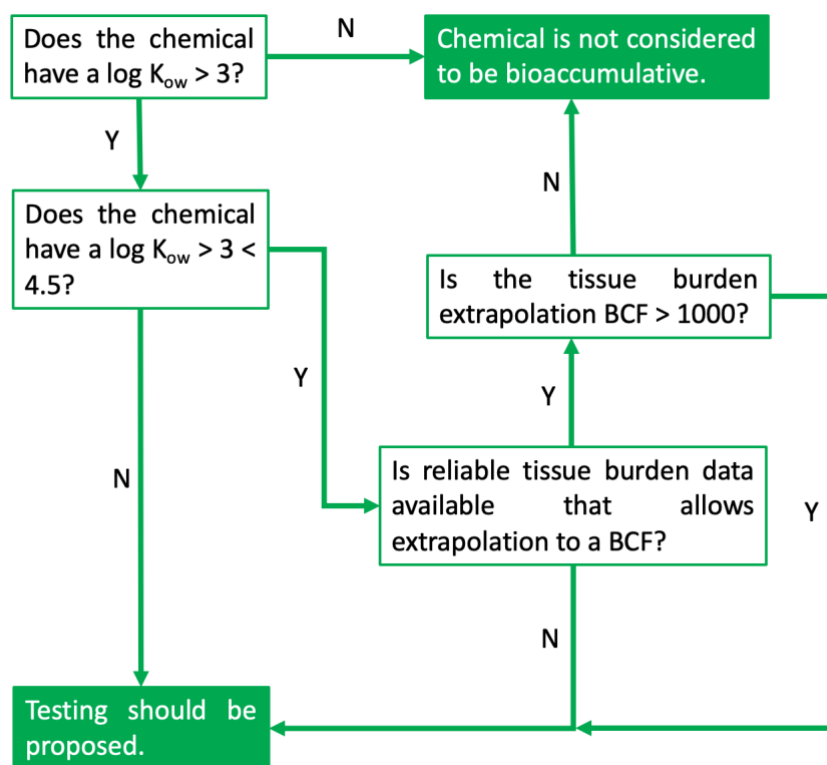 Does the chemical
have a log Kow > 3?
N
Chemical is not considered
to be bioaccumulative.
Y
Does the chemical
have a log Kow > 3 <
4.5?
N
Is the tissue burden
extrapolation BCF > 1000?
Y
Y
Is reliable tissue burden data
available that allows
extrapolation to a BCF?
Y
N
N
Testing should be
proposed.